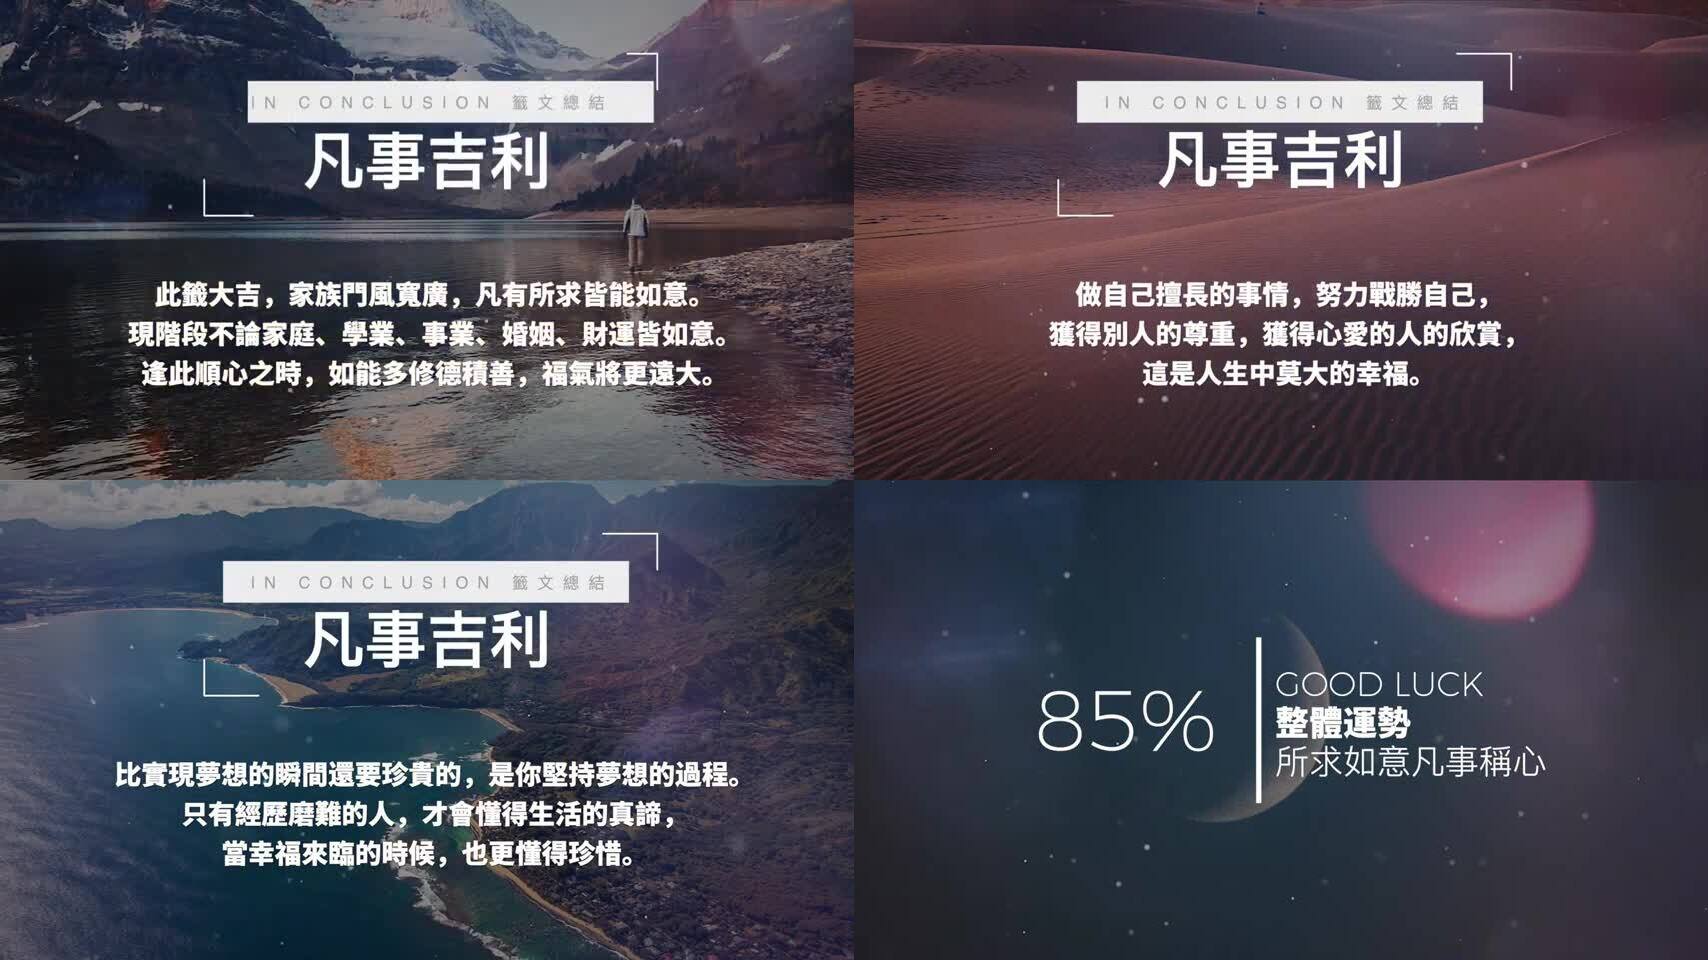 IN CONCLUSION 籤文總結
凡事吉利
此籤大吉，家族門風寬廣，凡有所求皆能如意。
現階段不論家庭、學業、事業、婚姻、財運皆如意。
逢此順心之時，如能多修德積善，福氣將更遠大。
IN CONCLUSION 籤文總結
凡事吉利
做自己擅長的事情，努力戰勝自己，
獲得別人的尊重，獲得心愛的人的欣賞，
這是人生中莫大的幸福。
IN CONCLUSION 籤文總結
凡事吉利
比實現夢想的瞬間還要珍貴的，是你堅持夢想的過程。
只有經歷磨難的人，才會懂得生活的真諦，
當幸福來臨的時候，也更懂得珍惜。
85%
GOOD LUCK
整體運勢
所求如意凡事稱心